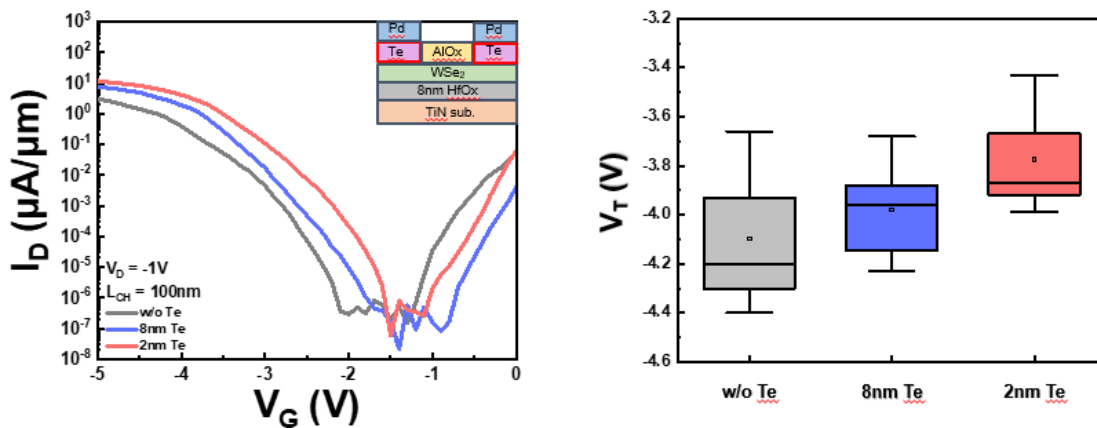 I_D (µA/µm)
10³
10²
10¹
10⁰
10⁻¹
10⁻²
10⁻³
10⁻⁴
10⁻⁵
10⁻⁶
10⁻⁷
10⁻⁸
Pd Pd
Te AlOx Te
WSe₂
8nm HfOx
TiN sub.
V_D = -1V
L_CH = 100nm
w/o Te
8nm Te
2nm Te
-5 -4 -3 -2 -1 0
V_G (V)
V_T (V)
-3.2
-3.4
-3.6
-3.8
-4.0
-4.2
-4.4
-4.6
w/o Te 8nm Te 2nm Te